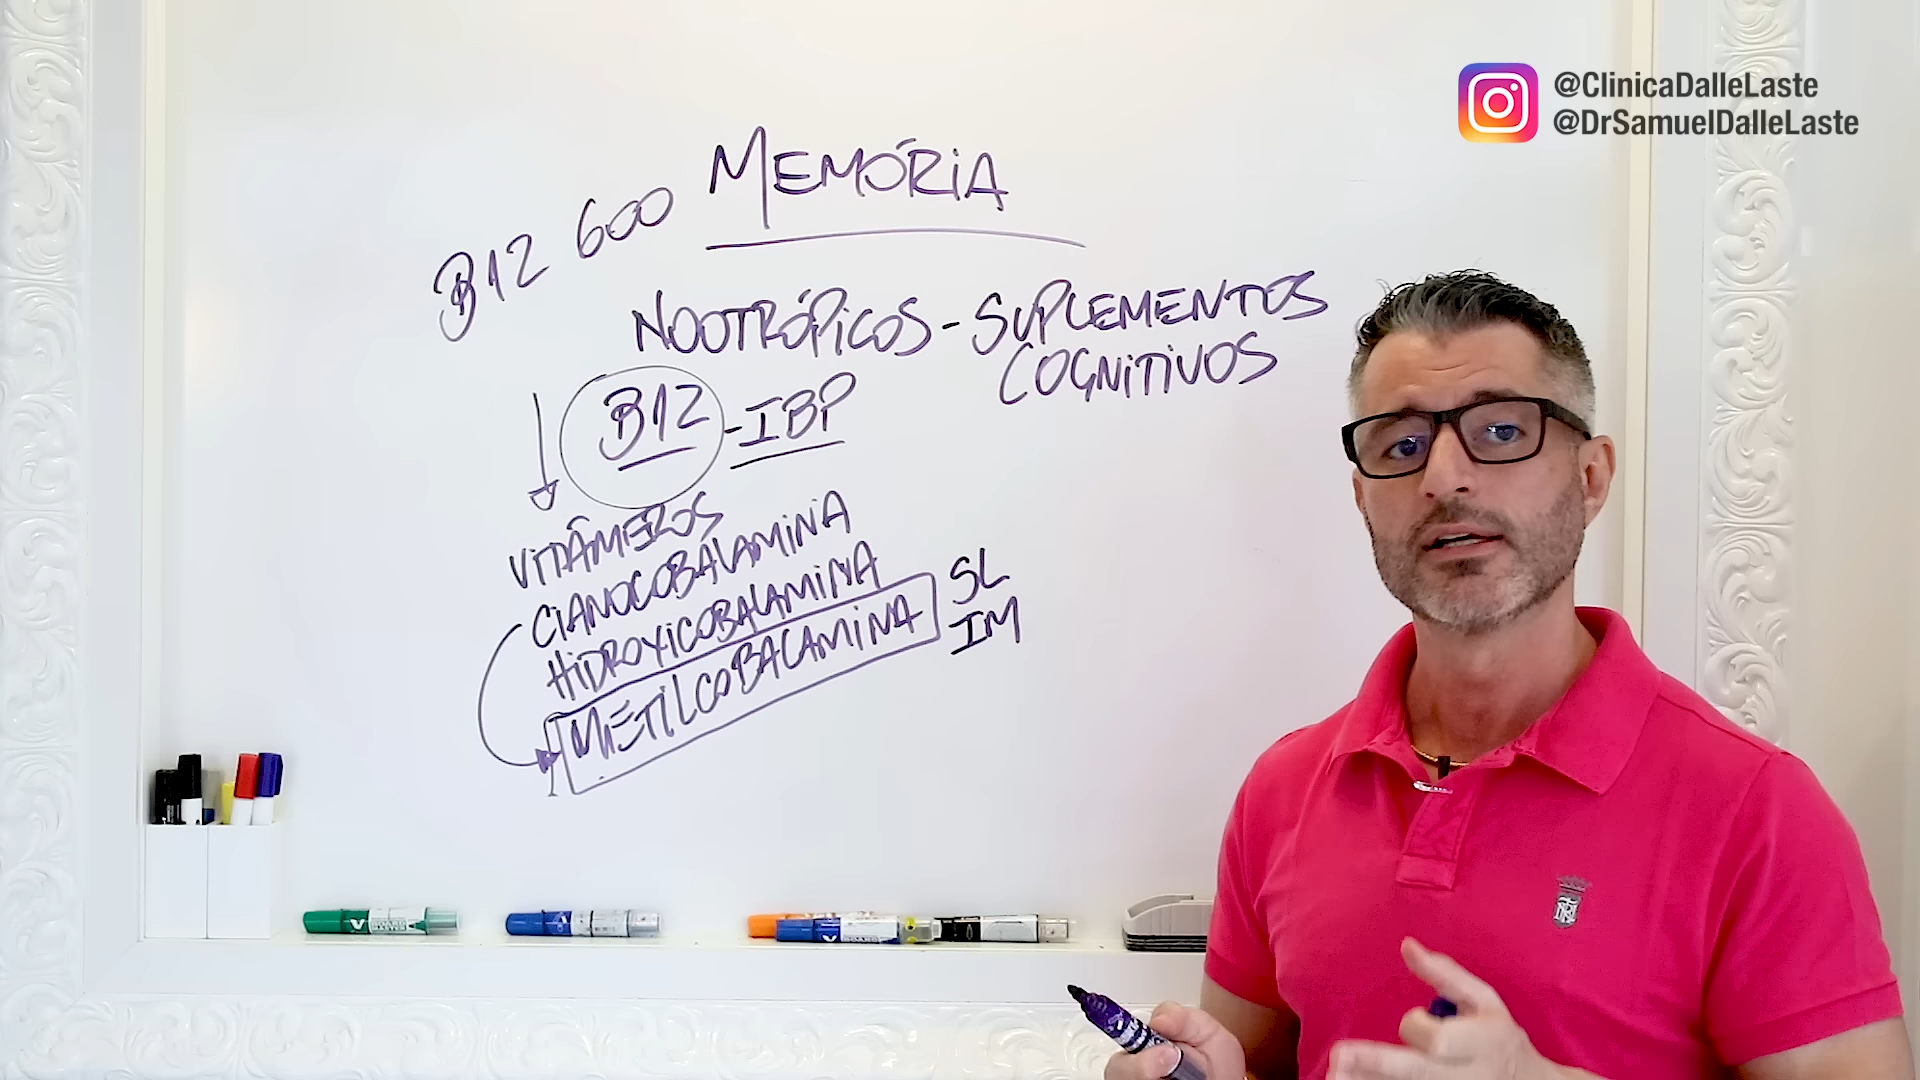 @ClinicaDalleLaste
@DrSamuelDalleLaste
MEMÓRIA
B12 600
NOOTRÓPICOS - SUPLEMENTOS
COGNITIVOS
B12 - IBP
VITÂMEROS
CIANOCOBALAMINA
HIDROXICOBALAMINA
METILCOBALAMINA
SL
IM